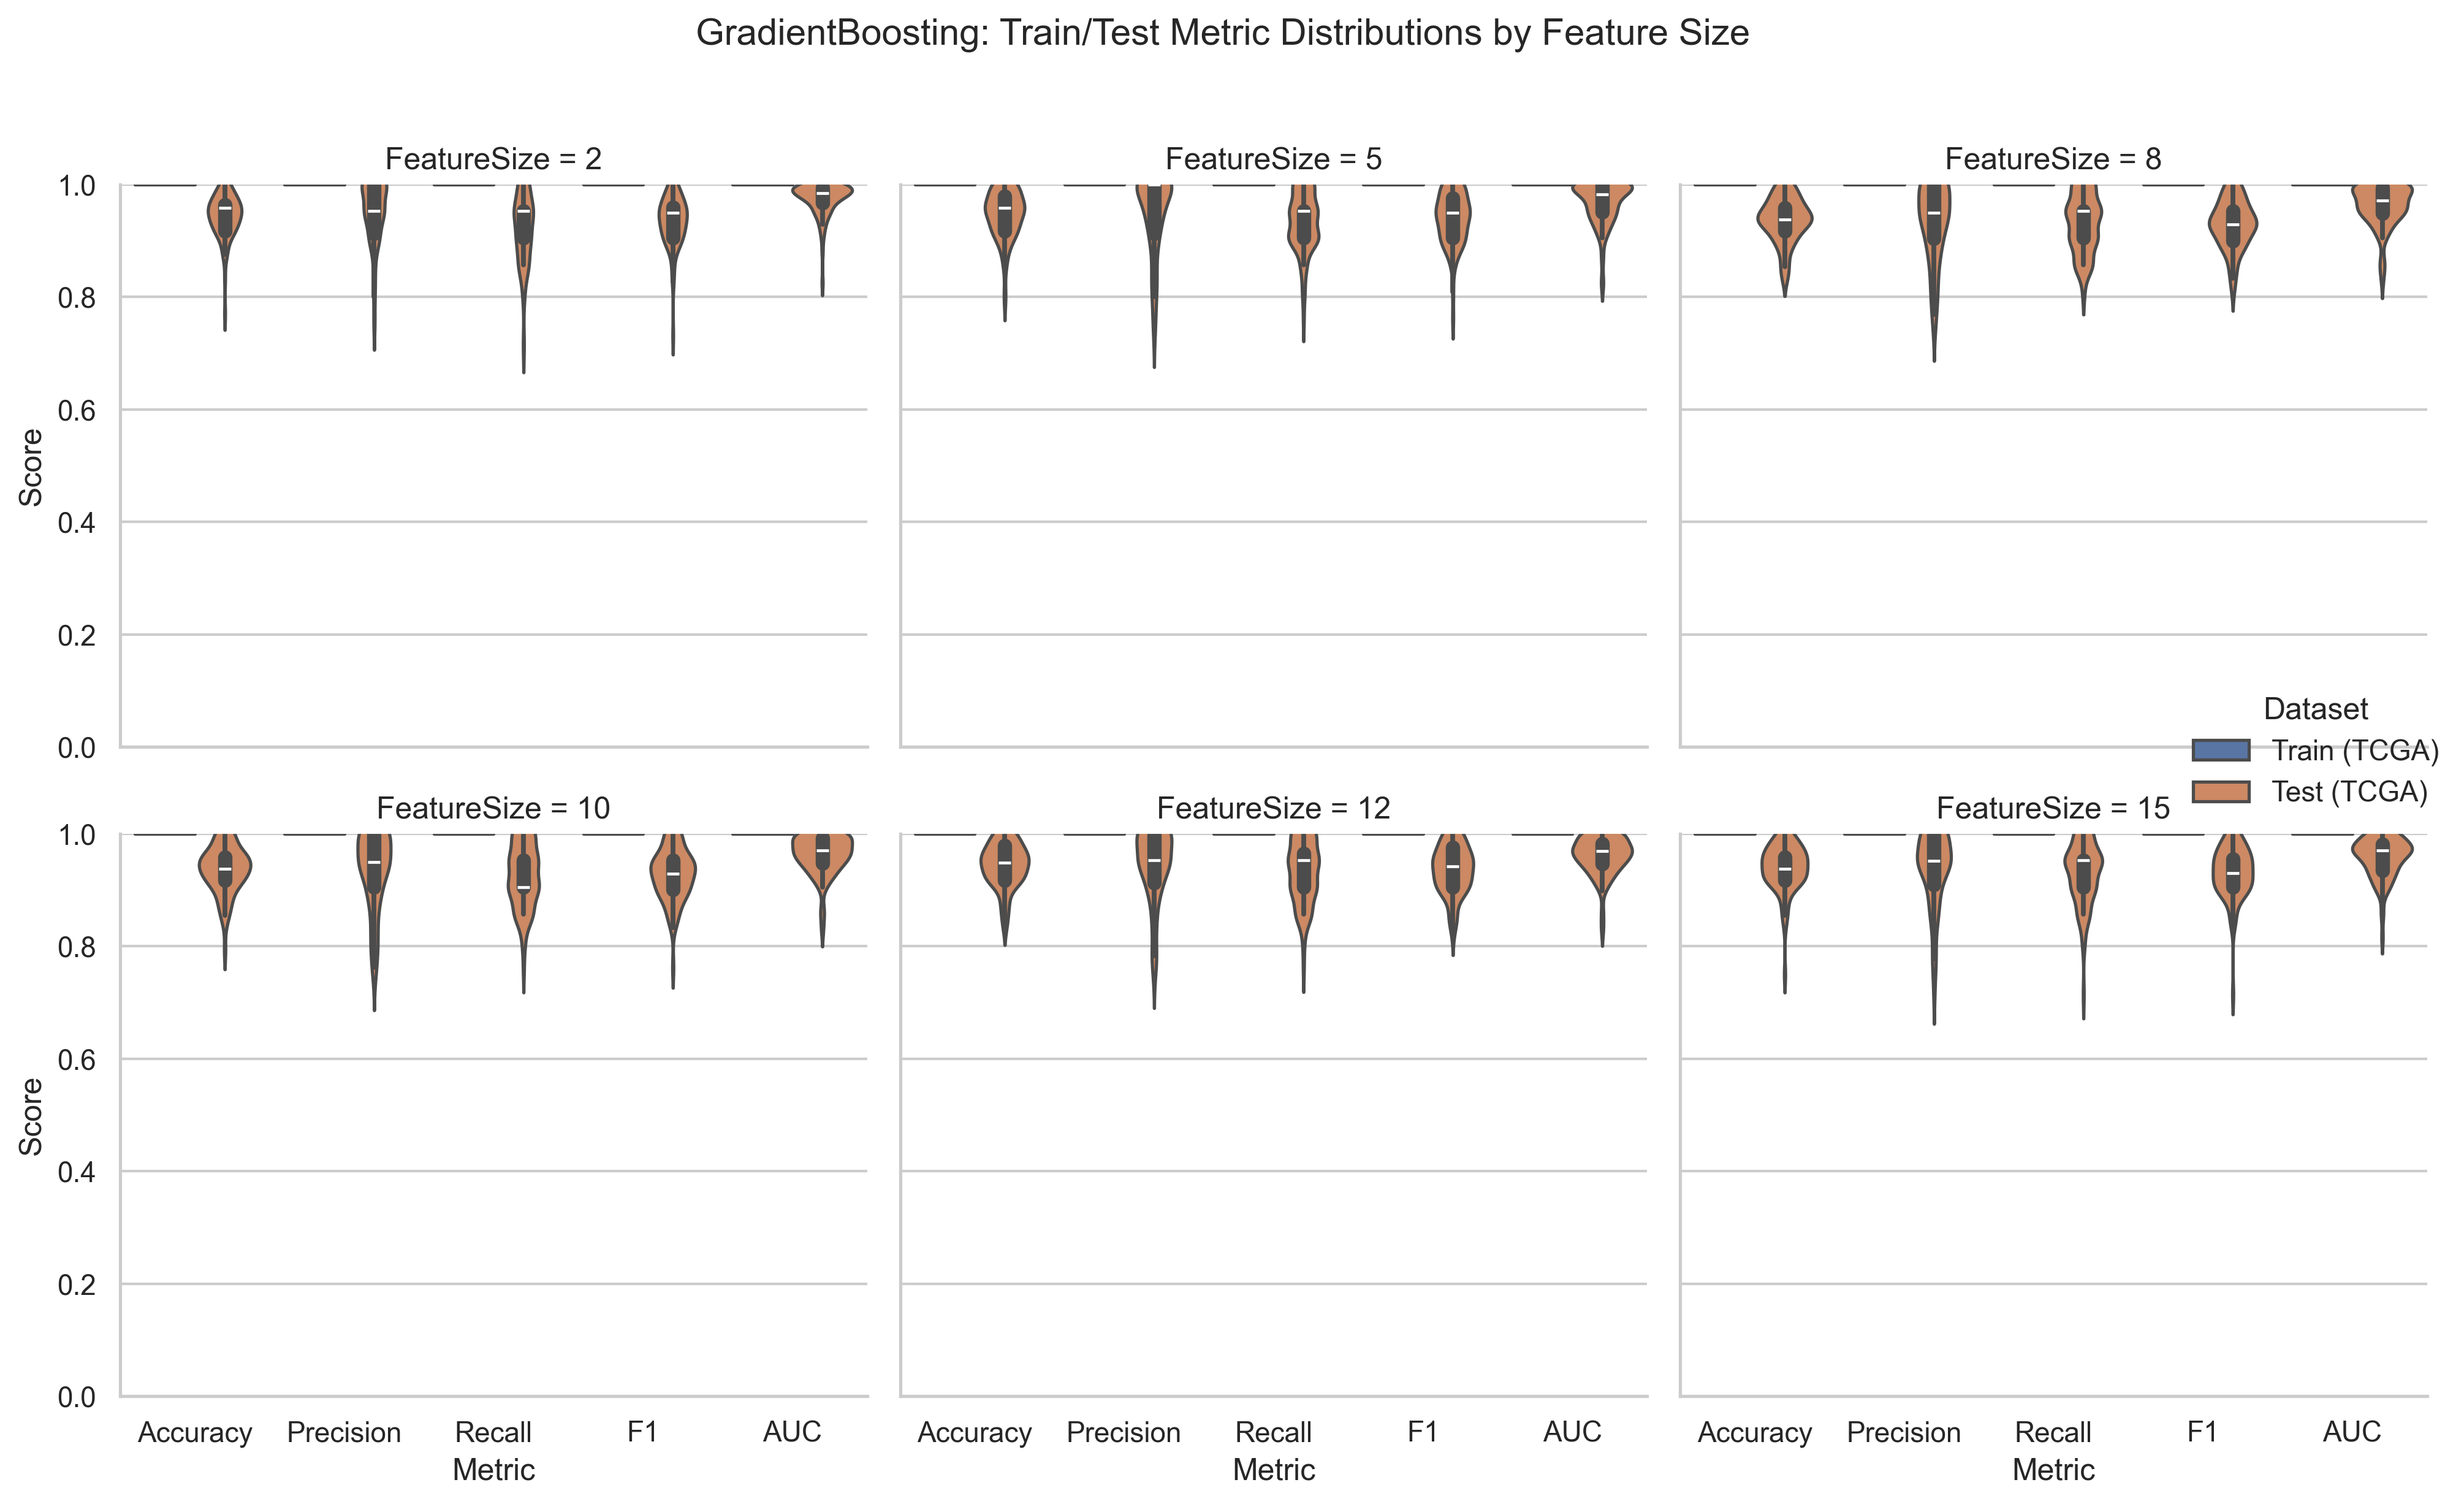 GradientBoosting: Train/Test Metric Distributions by Feature Size
FeatureSize = 2
FeatureSize = 5
FeatureSize = 8
1.0
0.8
0.6
0.4
0.2
0.0
Score
Dataset
Train (TCGA)
Test (TCGA)
FeatureSize = 10
FeatureSize = 12
FeatureSize = 15
1.0
0.8
0.6
0.4
0.2
0.0
Score
Accuracy Precision Recall F1 AUC
Accuracy Precision Recall F1 AUC
Accuracy Precision Recall F1 AUC
Metric
Metric
Metric